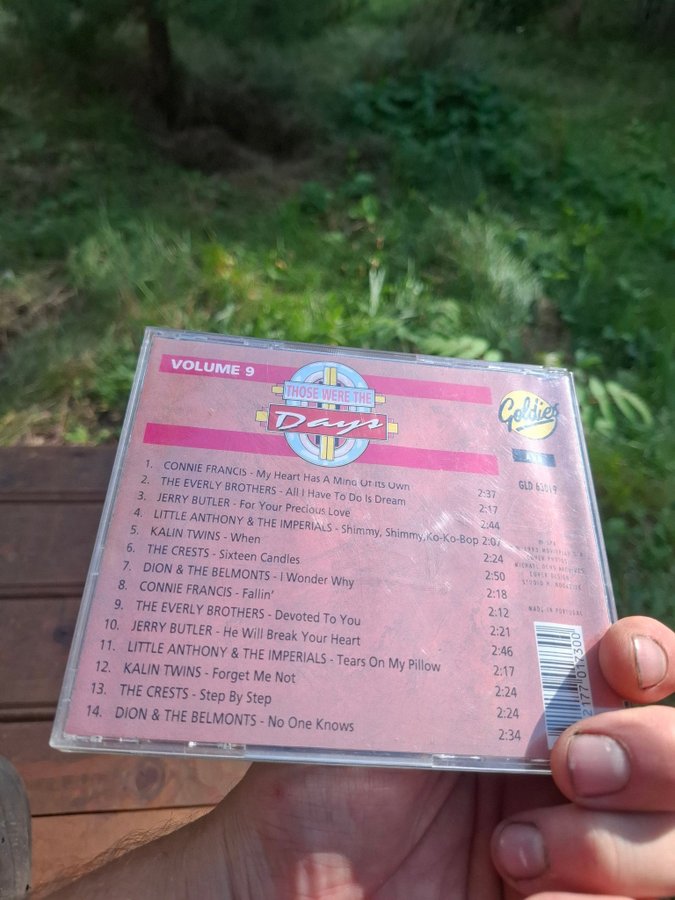 VOLUME 9
THOSE WERE THE
Days
Goldies
GLD 63019
1. CONNIE FRANCIS - My Heart Has A Mind Of Its Own 2:37
2. THE EVERLY BROTHERS - All I Have To Do Is Dream 2:17
3. JERRY BUTLER - For Your Precious Love 2:44
4. LITTLE ANTHONY & THE IMPERIALS - Shimmy, Shimmy,Ko-Ko-Bop 2:07
5. KALIN TWINS - When 2:24
6. THE CRESTS - Sixteen Candles 2:50
7. DION & THE BELMONTS - I Wonder Why 2:18
8. CONNIE FRANCIS - Fallin' 2:12
9. THE EVERLY BROTHERS - Devoted To You 2:21
10. JERRY BUTLER - He Will Break Your Heart 2:46
11. LITTLE ANTHONY & THE IMPERIALS - Tears On My Pillow 2:17
12. KALIN TWINS - Forget Me Not 2:24
13. THE CRESTS - Step By Step 2:24
14. DION & THE BELMONTS - No One Knows 2:34
MADE IN PORTUGAL